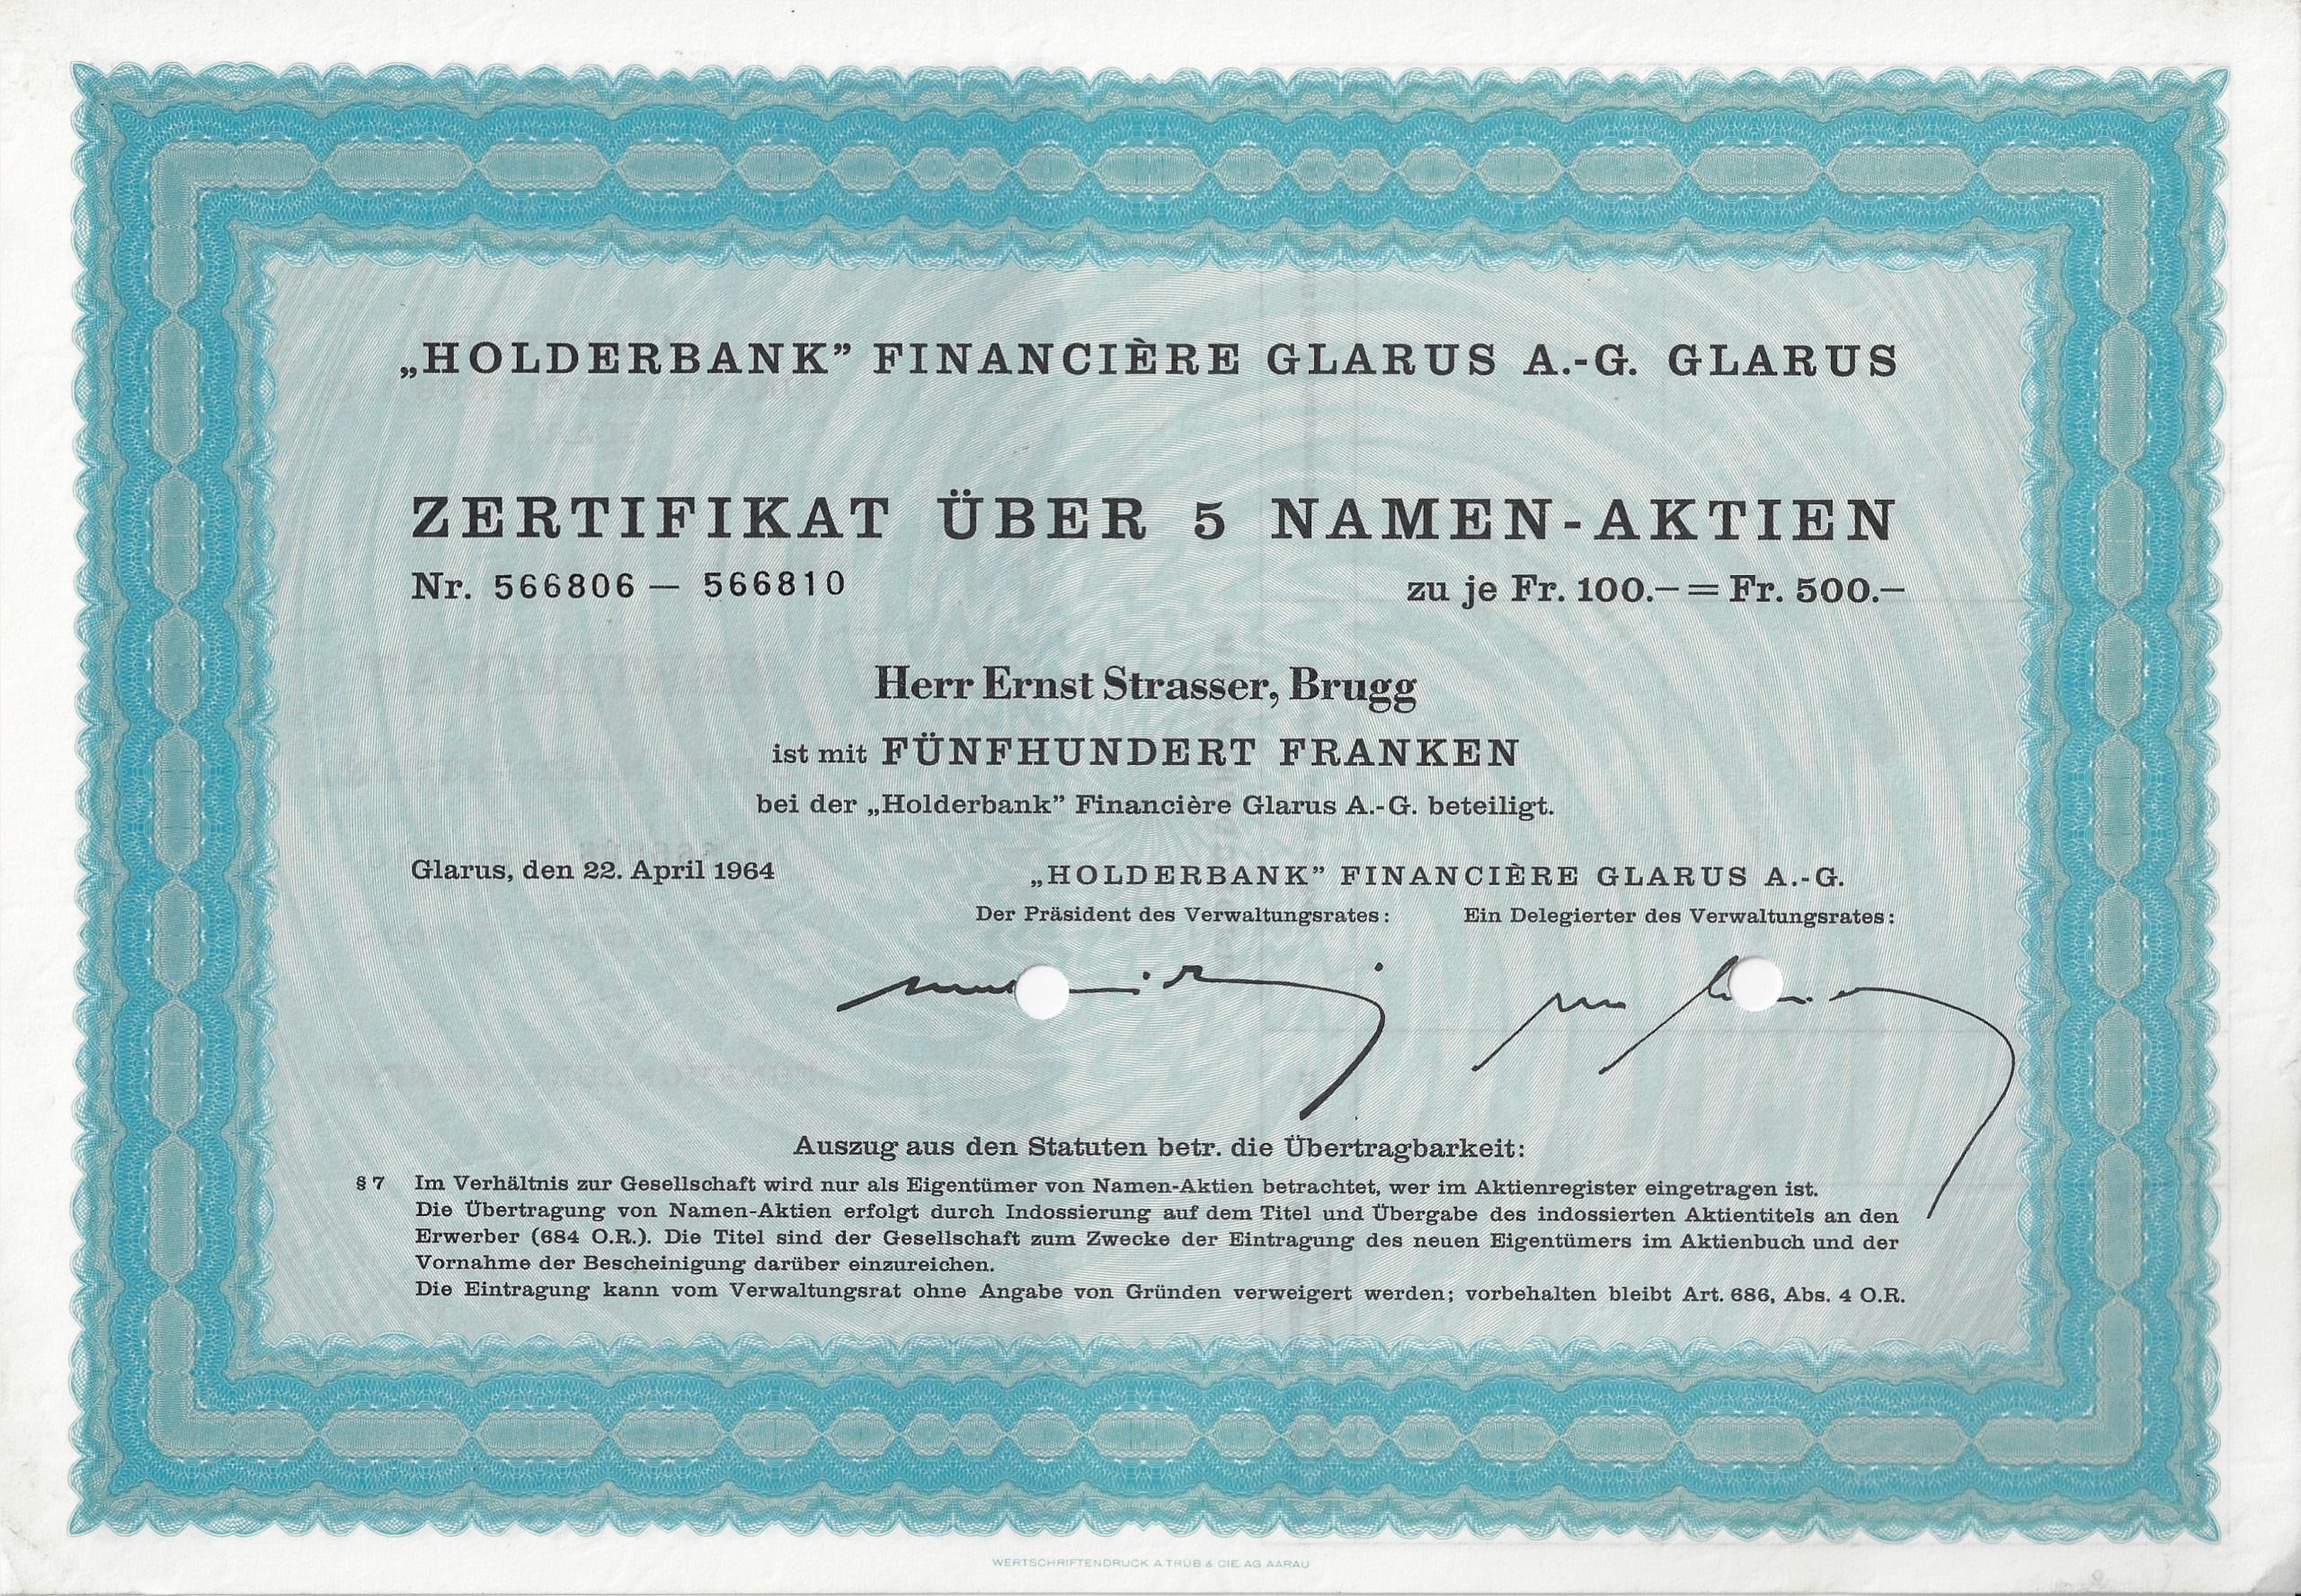 „HOLDERBANK” FINANCIÈRE GLARUS A.-G. GLARUS
ZERTIFIKAT ÜBER 5 NAMEN-AKTIEN
Nr. 566806 — 566810 zu je Fr. 100.— = Fr. 500.—
Herr Ernst Strasser, Brugg
ist mit FÜNFHUNDERT FRANKEN
bei der „Holderbank” Financière Glarus A.-G. beteiligt.
Glarus, den 22. April 1964
„HOLDERBANK” FINANCIÈRE GLARUS A.-G.
Der Präsident des Verwaltungsrates: Ein Delegierter des Verwaltungsrates:
Auszug aus den Statuten betr. die Übertragbarkeit:
§ 7 Im Verhältnis zur Gesellschaft wird nur als Eigentümer von Namen-Aktien betrachtet, wer im Aktienregister eingetragen ist.
Die Übertragung von Namen-Aktien erfolgt durch Indossierung auf dem Titel und Übergabe des indossierten Aktientitels an den
Erwerber (684 O.R.). Die Titel sind der Gesellschaft zum Zwecke der Eintragung des neuen Eigentümers im Aktienbuch und der
Vornahme der Bescheinigung darüber einzureichen.
Die Eintragung kann vom Verwaltungsrat ohne Angabe von Gründen verweigert werden; vorbehalten bleibt Art. 686, Abs. 4 O.R.
WERTSCHRIFTENDRUCK A. TRÜB & CIE. AG AARAU